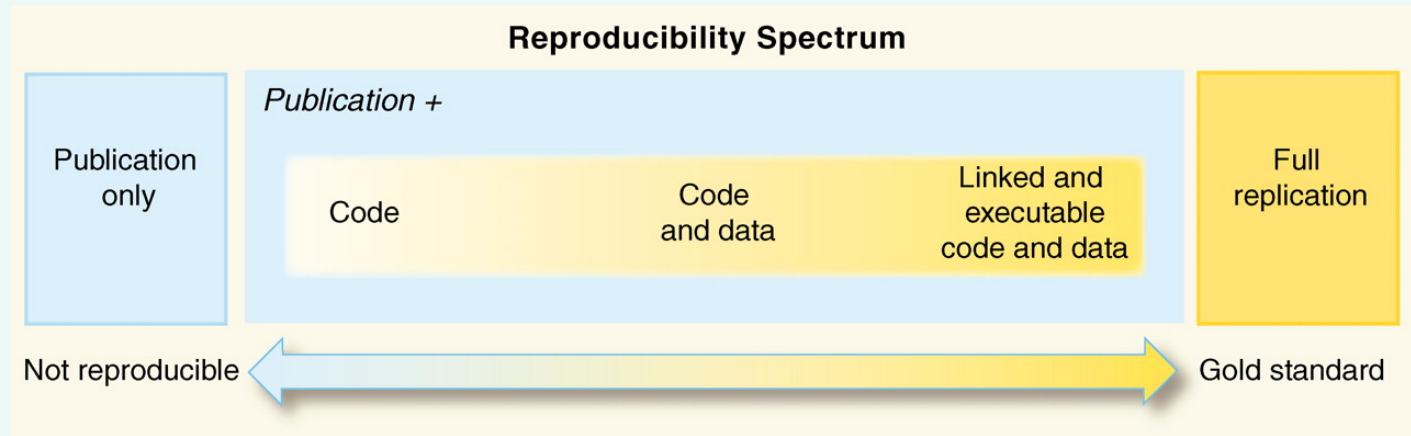 Reproducibility Spectrum
Publication
only
Publication +
Code
Code
and data
Linked and
executable
code and data
Full
replication
Not reproducible
Gold standard